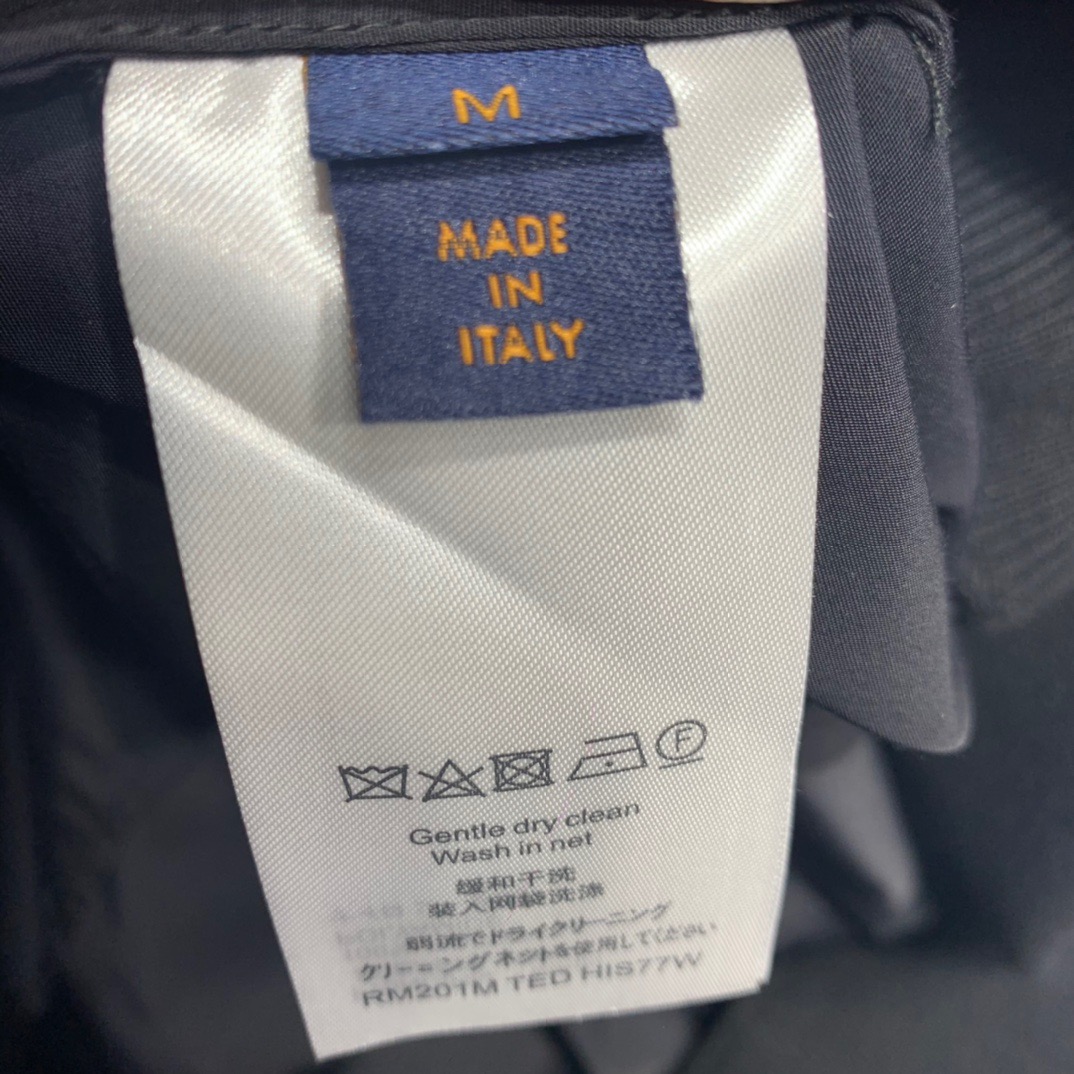 M
MADE
IN
ITALY
F
Gentle dry clean
Wash in net
缓和干洗
装入网袋洗涤
弱流でドライクリーニング
クリーニングネットを使用してください
RM201M TED HIS77W